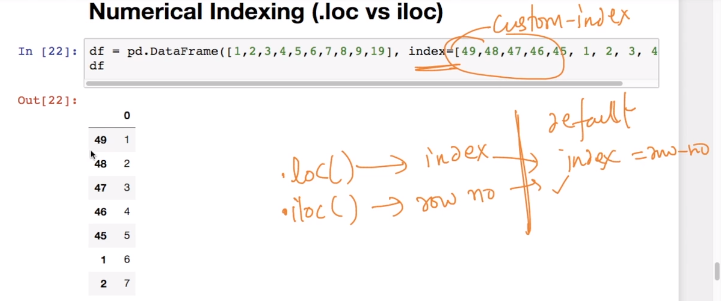 Numerical Indexing (.loc vs iloc)
custom-index
In [22]: df = pd.DataFrame([1,2,3,4,5,6,7,8,9,19], index=[49,48,47,46,45, 1, 2, 3, 4
df
Out[22]:
0
49 1
48 2
47 3
46 4
45 5
1 6
2 7
default
.loc() → index → index = row-no
.iloc() → row no → ✓